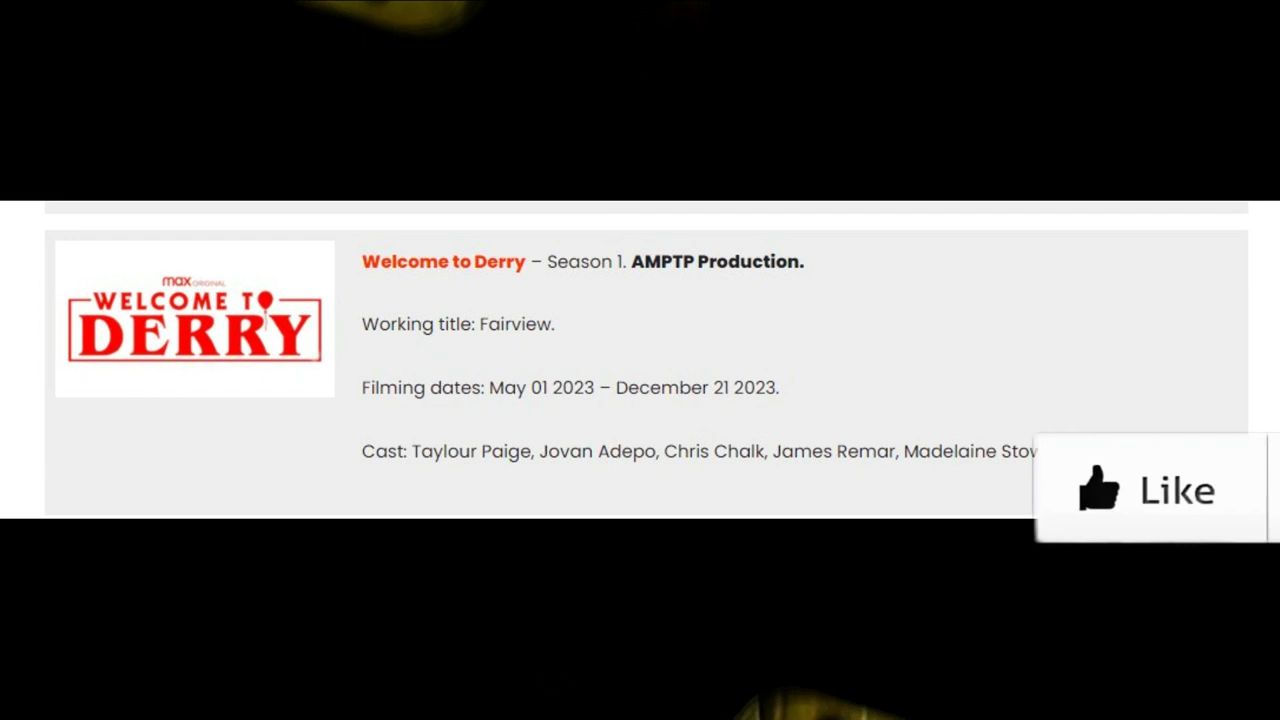 max ORIGINAL
WELCOME TO
DERRY
Welcome to Derry – Season 1. AMPTP Production.
Working title: Fairview.
Filming dates: May 01 2023 – December 21 2023.
Cast: Taylour Paige, Jovan Adepo, Chris Chalk, James Remar, Madelaine
Like